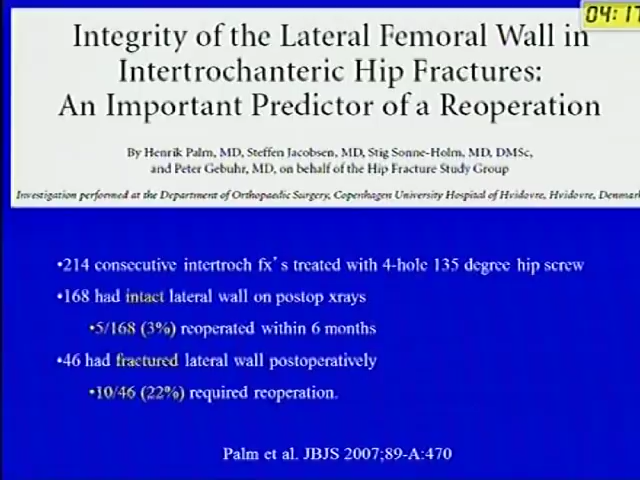 04:17
Integrity of the Lateral Femoral Wall in
Intertrochanteric Hip Fractures:
An Important Predictor of a Reoperation
By Henrik Palm, MD, Steffen Jacobsen, MD, Stig Sonne-Holm, MD, DMSc,
and Peter Gebuhr, MD, on behalf of the Hip Fracture Study Group
Investigation performed at the Department of Orthopaedic Surgery, Copenhagen University Hospital of Hvidovre, Hvidovre, Denmark
•214 consecutive intertroch fx's treated with 4-hole 135 degree hip screw
•168 had intact lateral wall on postop xrays
•5/168 (3%) reoperated within 6 months
•46 had fractured lateral wall postoperatively
•10/46 (22%) required reoperation.
Palm et al. JBJS 2007;89-A:470